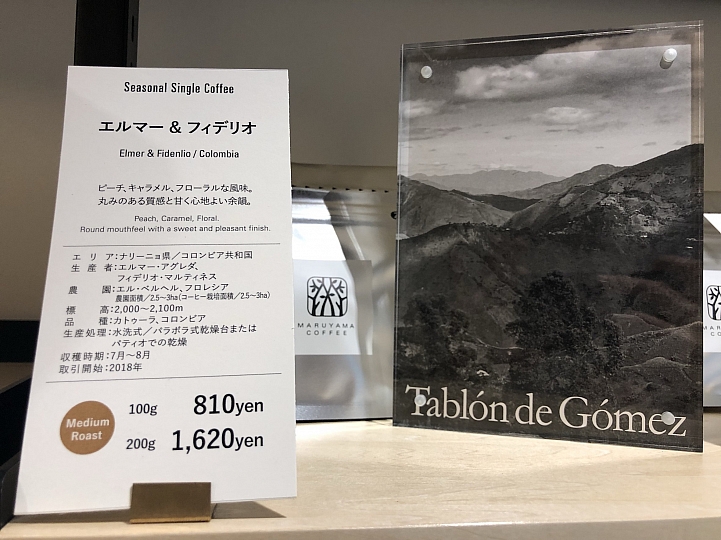 Seasonal Single Coffee
エルマー & フィデリオ
Elmer & Fidenlio / Colombia
ピーチ、キャラメル、フローラルな風味。
丸みのある質感と甘く心地よい余韻。
Peach, Caramel, Floral.
Round mouthfeel with a sweet and pleasant finish.
エリア:ナリーニョ県/コロンビア共和国
生産者:エルマー・アグレダ、
フィデリオ・マルティネス
農園:エル・ベルヘル、フロレシア
農園面積/2.5〜3ha(コーヒー栽培面積/2.5〜3ha)
標高:2,000〜2,100m
品種:カトゥーラ、コロンビア
生産処理:水洗式/パラボラ式乾燥台または
パティオでの乾燥
収穫時期:7月〜8月
取引開始:2018年
Medium
Roast
100g 810yen
200g 1,620yen
MARUYAMA
COFFEE
Tablón de Gómez
MARU
CO